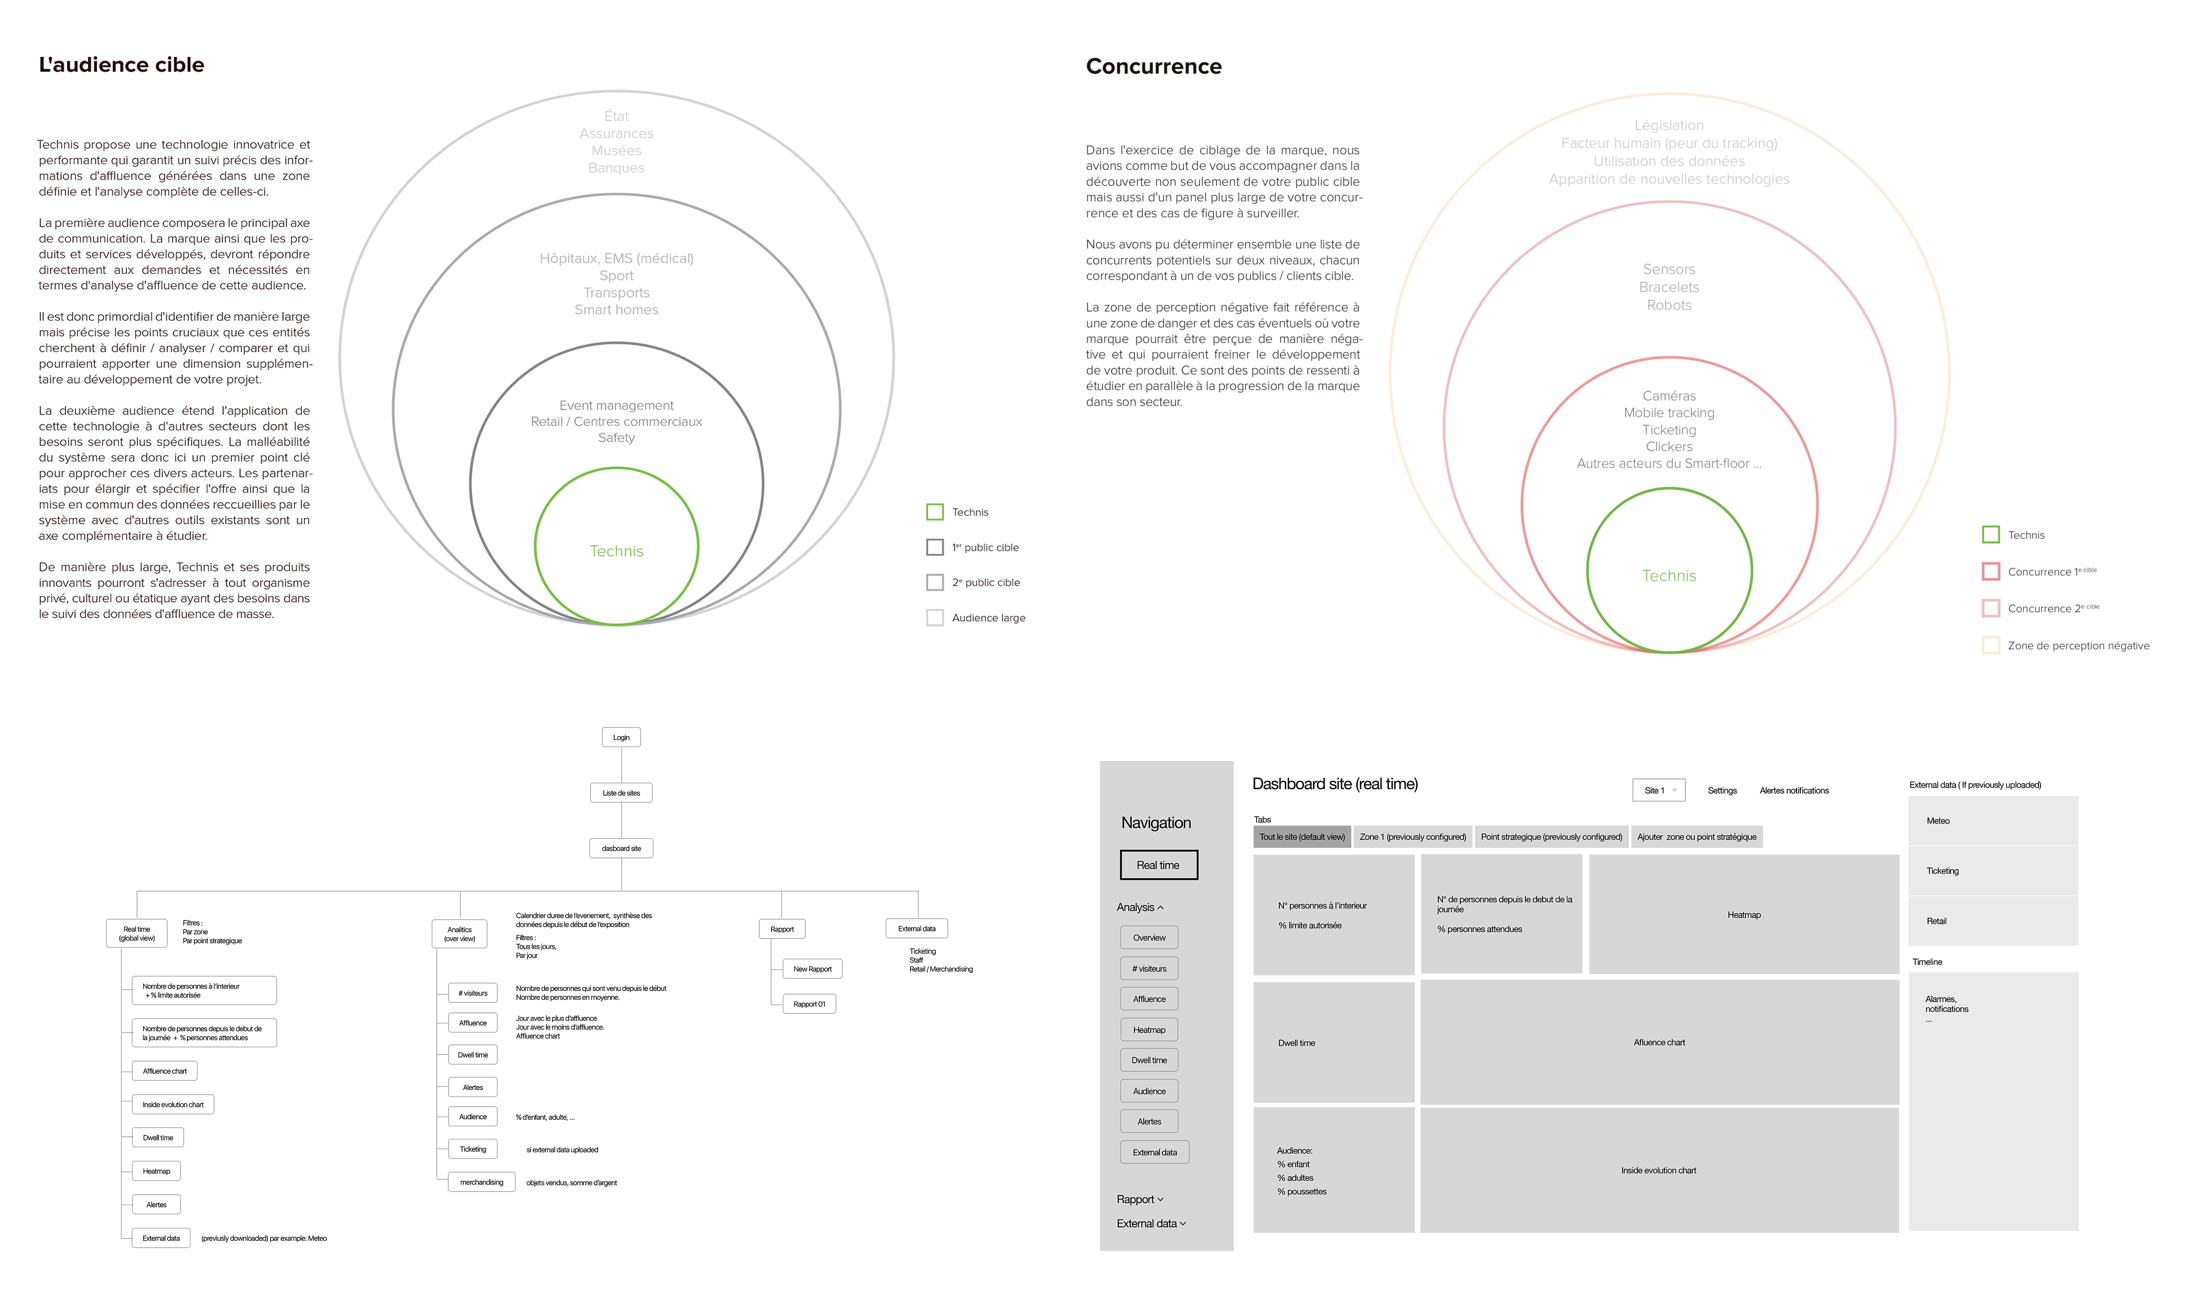 L'audience cible
Technis propose une technologie innovatrice et
performante qui garantit un suivi précis des infor-
mations d'affluence générées dans une zone
définie et l'analyse complète de celles-ci.
La première audience composera le principal axe
de communication. La marque ainsi que les pro-
duits et services développés, devront répondre
directement aux demandes et nécessités en
termes d'analyse d'affluence de cette audience.
Il est donc primordial d'identifier de manière large
mais précise les points cruciaux que ces entités
cherchent à définir / analyser / comparer et qui
pourraient apporter une dimension supplémen-
taire au développement de votre projet.
La deuxième audience étend l'application de
cette technologie à d'autres secteurs dont les
besoins seront plus spécifiques. La malléabilité
du système sera donc ici un premier point clé
pour approcher ces divers acteurs. Les partenar-
iats pour élargir et spécifier l'offre ainsi que la
mise en commun des données reccueillies par le
système avec d'autres outils existants sont un
axe complémentaire à étudier.
De manière plus large, Technis et ses produits
innovants pourront s'adresser à tout organisme
privé, culturel ou étatique ayant des besoins dans
le suivi des données d'affluence de masse.
État
Assurances
Musées
Banques
Hôpitaux, EMS (médical)
Sport
Transports
Smart homes
Event management
Retail / Centres commerciaux
Safety
Technis
Technis
1er public cible
2e public cible
Audience large
Concurrence
Dans l'exercice de ciblage de la marque, nous
avions comme but de vous accompagner dans la
découverte non seulement de votre public cible
mais aussi d'un panel plus large de votre concur-
rence et des cas de figure à surveiller.
Nous avons pu déterminer ensemble une liste de
concurrents potentiels sur deux niveaux, chacun
correspondant à un de vos publics / clients cible.
La zone de perception négative fait référence à
une zone de danger et des cas éventuels où votre
marque pourrait être perçue de manière néga-
tive et qui pourraient freiner le développement
de votre produit. Ce sont des points de ressenti à
étudier en parallèle à la progression de la marque
dans son secteur.
Législation
Facteur humain (peur du tracking)
Utilisation des données
Apparition de nouvelles technologies
Sensors
Bracelets
Robots
Caméras
Mobile tracking
Ticketing
Clickers
Autres acteurs du Smart-floor ...
Technis
Technis
Concurrence 1e cible
Concurrence 2e cible
Zone de perception négative
Login
Liste de sites
dasboard site
Real time
(global view)
Filtres :
Par zone
Par point strategique
Nombre de personnes à l'interieur
+ % limite autorisée
Nombre de personnes depuis le debut de
la journée + % personnes attendues
Affluence chart
Inside evolution chart
Dwell time
Heatmap
Alertes
External data
(previusly downloaded) par example: Meteo
Analitics
(over view)
Calendrier duree de l'evenement, synthèse des
données depuis le début de l'exposition
Filtres :
Tous les jours,
Par jour
# visiteurs
Nombre de personnes qui sont venu depuis le début
Nombre de personnes en moyenne.
Affluence
Jour avec le plus d'affluence
Jour avec le moins d'affluence.
Affluence chart
Dwell time
Alertes
Audience
% d'enfant, adulte, ...
Ticketing
si external data uploaded
merchandising
objets vendus, somme d'argent
Rapport
New Rapport
Rapport 01
External data
Ticketing
Staff
Retail / Merchandising
Navigation
Real time
Analysis
Overview
# visiteurs
Affluence
Heatmap
Dwell time
Audience
Alertes
External data
Rapport
External data
Dashboard site (real time)
Site 1
Settings
Alertes notifications
Tabs
Tout le site (default view)
Zone 1 (previously configured)
Point strategique (previously configured)
Ajouter zone ou point stratégique
N° personnes à l'interieur
% limite autorisée
N° de personnes depuis le debut de la
journée
% personnes attendues
Heatmap
Dwell time
Afluence chart
Audience:
% enfant
% adultes
% poussettes
Inside evolution chart
External data ( If previously uploaded)
Meteo
Ticketing
Retail
Timeline
Alarmes,
notifications
...